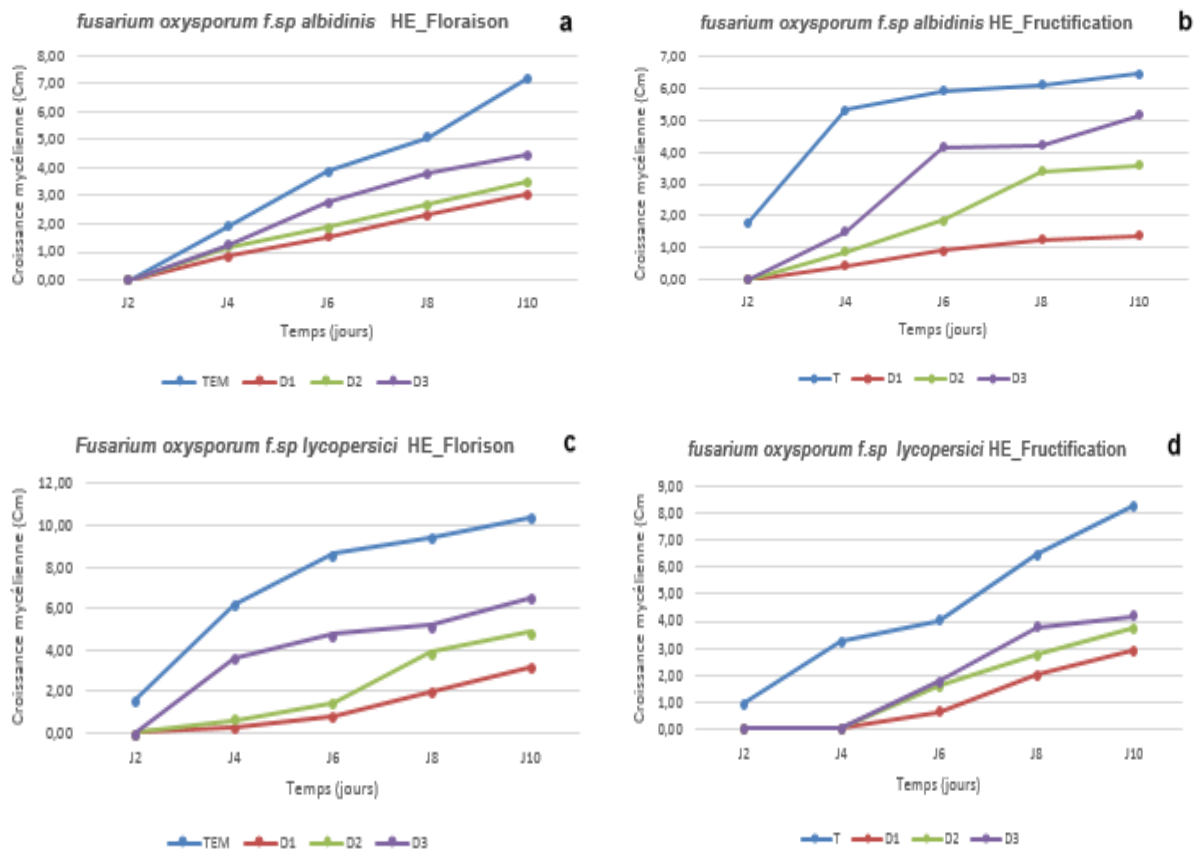 fusarium oxysporum f.sp albidinis HE_Floraison a
Croissance mycélienne (Cm
8,00
7,00
6,00
5,00
4,00
3,00
2,00
1,00
0,00
J2 J4 J6 J8 J10
Temps (jours)
TEM D1 D2 D3
fusarium oxysporum f.sp albidinis HE_Fructification b
Croissance mycélienne (Cm
7,00
6,00
5,00
4,00
3,00
2,00
1,00
0,00
J2 J4 J6 J8 J10
Temps (jours)
T D1 D2 D3
Fusarium oxysporum f.sp lycopersici HE_Florison c
Croissance mycélienne (Cm
12,00
10,00
8,00
6,00
4,00
2,00
0,00
J2 J4 J6 J8 J10
Temps (jours)
TEM D1 D2 D3
fusarium oxysporum f.sp lycopersici HE_Fructification d
Croissance mycélienne (Cm
9,00
8,00
7,00
6,00
5,00
4,00
3,00
2,00
1,00
0,00
J2 J4 J6 J8 J10
Temps (jours)
T D1 D2 D3